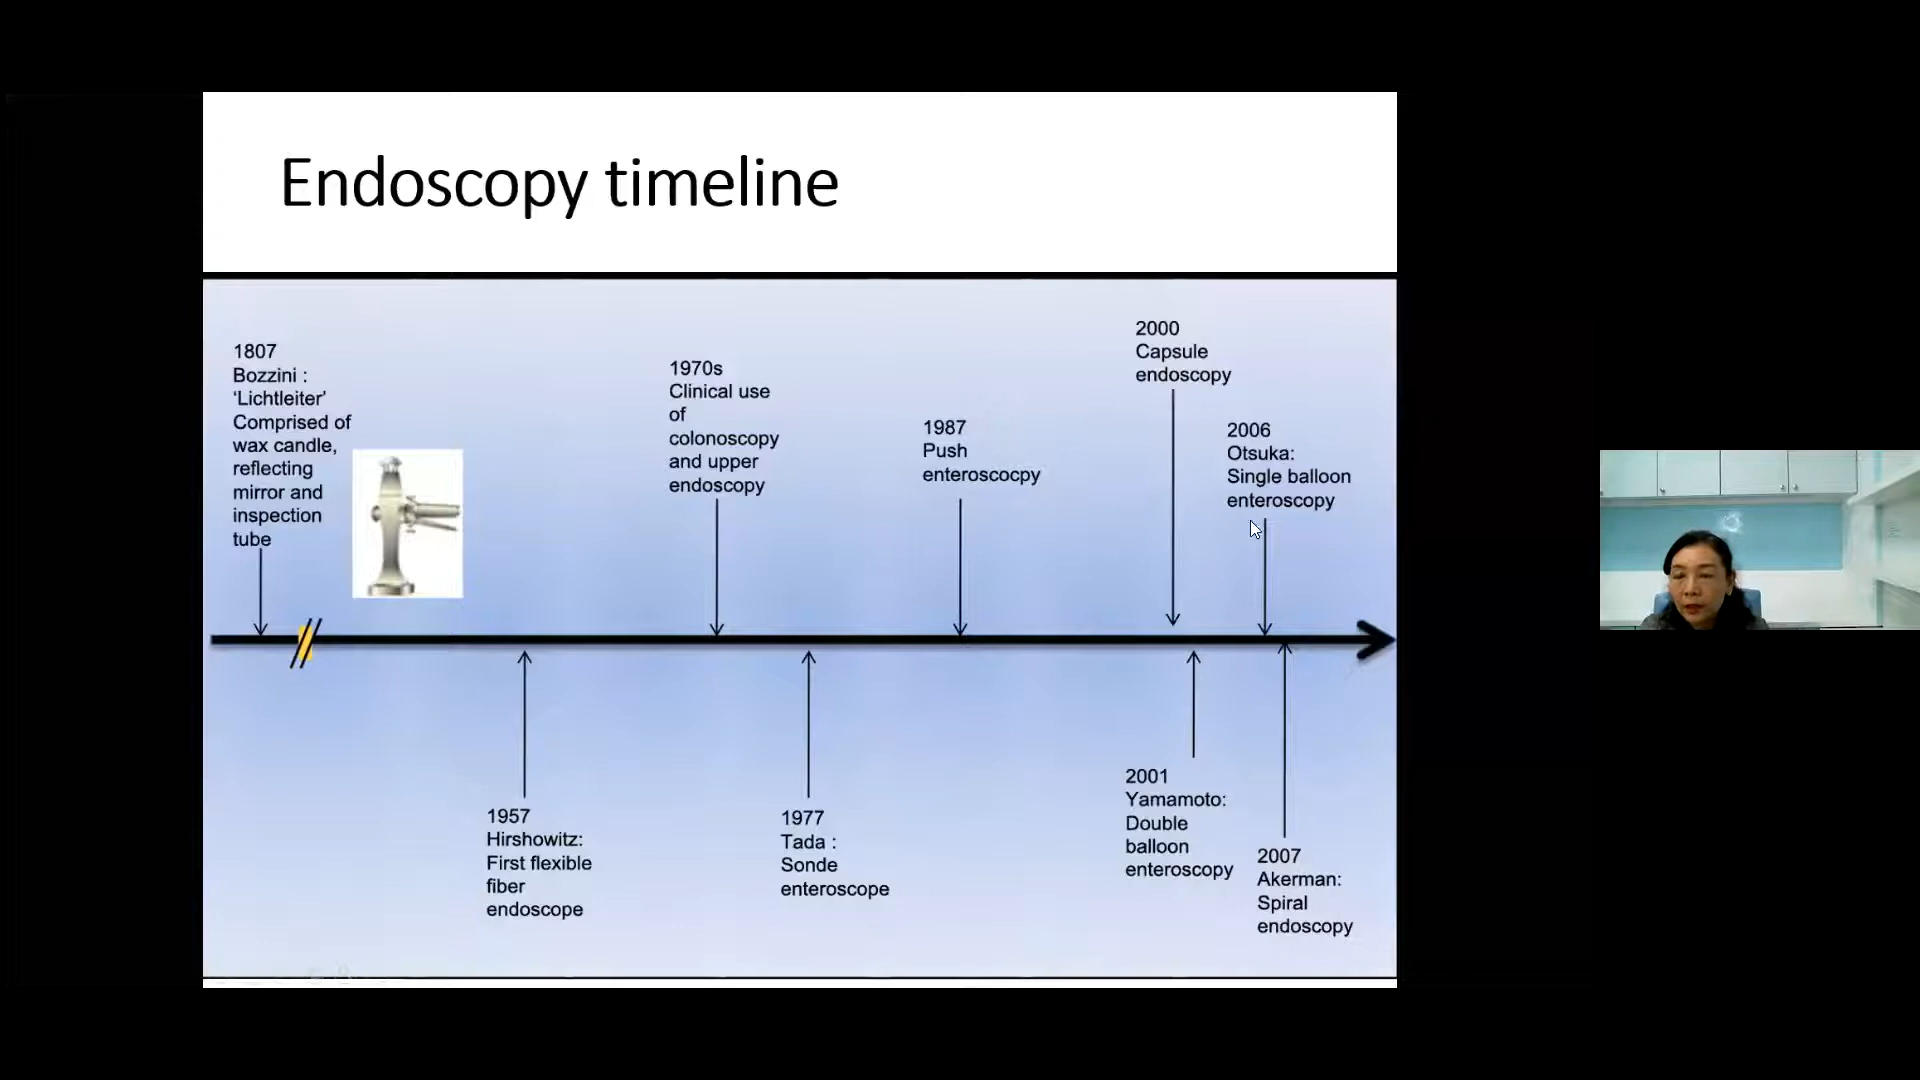 Endoscopy timeline
1807
Bozzini :
‘Lichtleiter’
Comprised of
wax candle,
reflecting
mirror and
inspection
tube
1957
Hirshowitz:
First flexible
fiber
endoscope
1970s
Clinical use
of
colonoscopy
and upper
endoscopy
1977
Tada :
Sonde
enteroscope
1987
Push
enteroscocpy
2000
Capsule
endoscopy
2001
Yamamoto:
Double
balloon
enteroscopy
2006
Otsuka:
Single balloon
enteroscopy
2007
Akerman:
Spiral
endoscopy